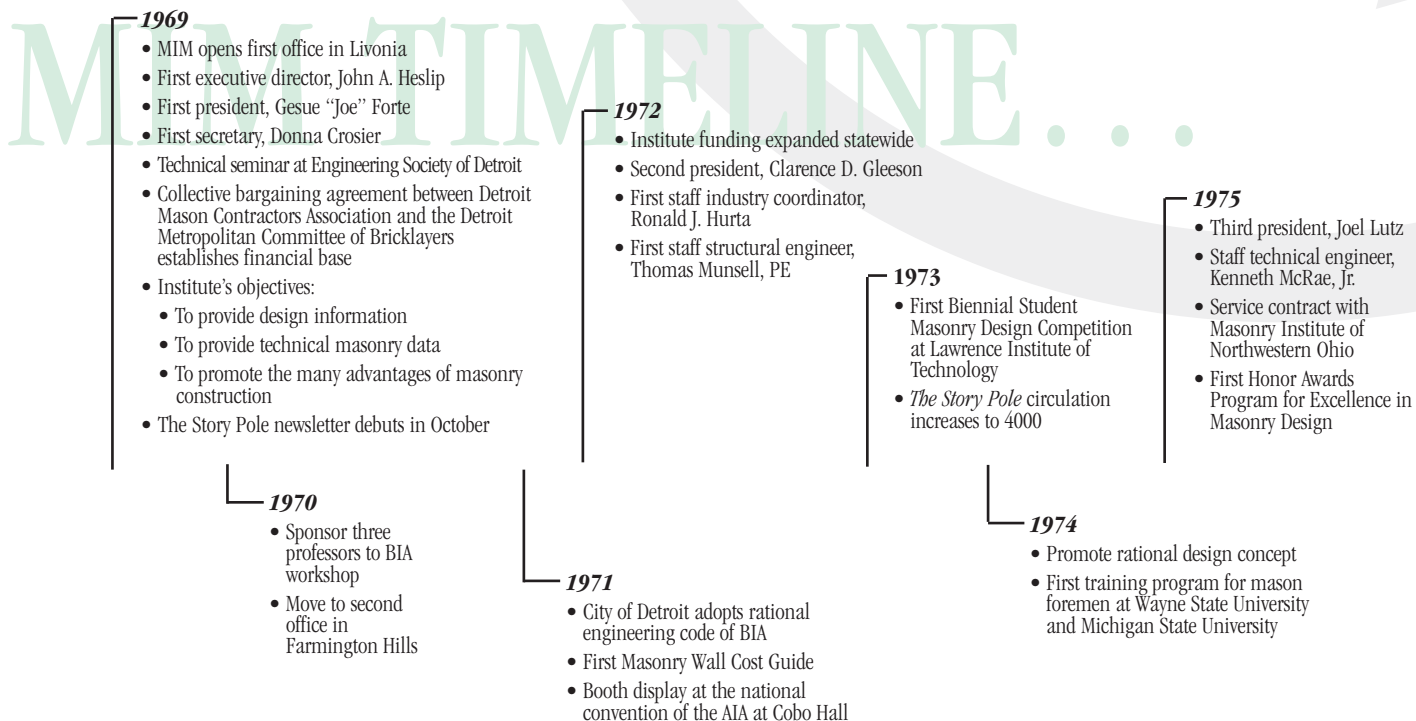 MIM TIMELINE...
1969
• MIM opens first office in Livonia
• First executive director, John A. Heslip
• First president, Gesue “Joe” Forte
• First secretary, Donna Crosier
• Technical seminar at Engineering Society of Detroit
• Collective bargaining agreement between Detroit
Mason Contractors Association and the Detroit
Metropolitan Committee of Bricklayers
establishes financial base
• Institute’s objectives:
• To provide design information
• To provide technical masonry data
• To promote the many advantages of masonry
construction
• The Story Pole newsletter debuts in October
1970
• Sponsor three
professors to BIA
workshop
• Move to second
office in
Farmington Hills
1971
• City of Detroit adopts rational
engineering code of BIA
• First Masonry Wall Cost Guide
• Booth display at the national
convention of the AIA at Cobo Hall
1972
• Institute funding expanded statewide
• Second president, Clarence D. Gleeson
• First staff industry coordinator,
Ronald J. Hurta
• First staff structural engineer,
Thomas Munsell, PE
1973
• First Biennial Student
Masonry Design Competition
at Lawrence Institute of
Technology
• The Story Pole circulation
increases to 4000
1974
• Promote rational design concept
• First training program for mason
foremen at Wayne State University
and Michigan State University
1975
• Third president, Joel Lutz
• Staff technical engineer,
Kenneth McRae, Jr.
• Service contract with
Masonry Institute of
Northwestern Ohio
• First Honor Awards
Program for Excellence in
Masonry Design